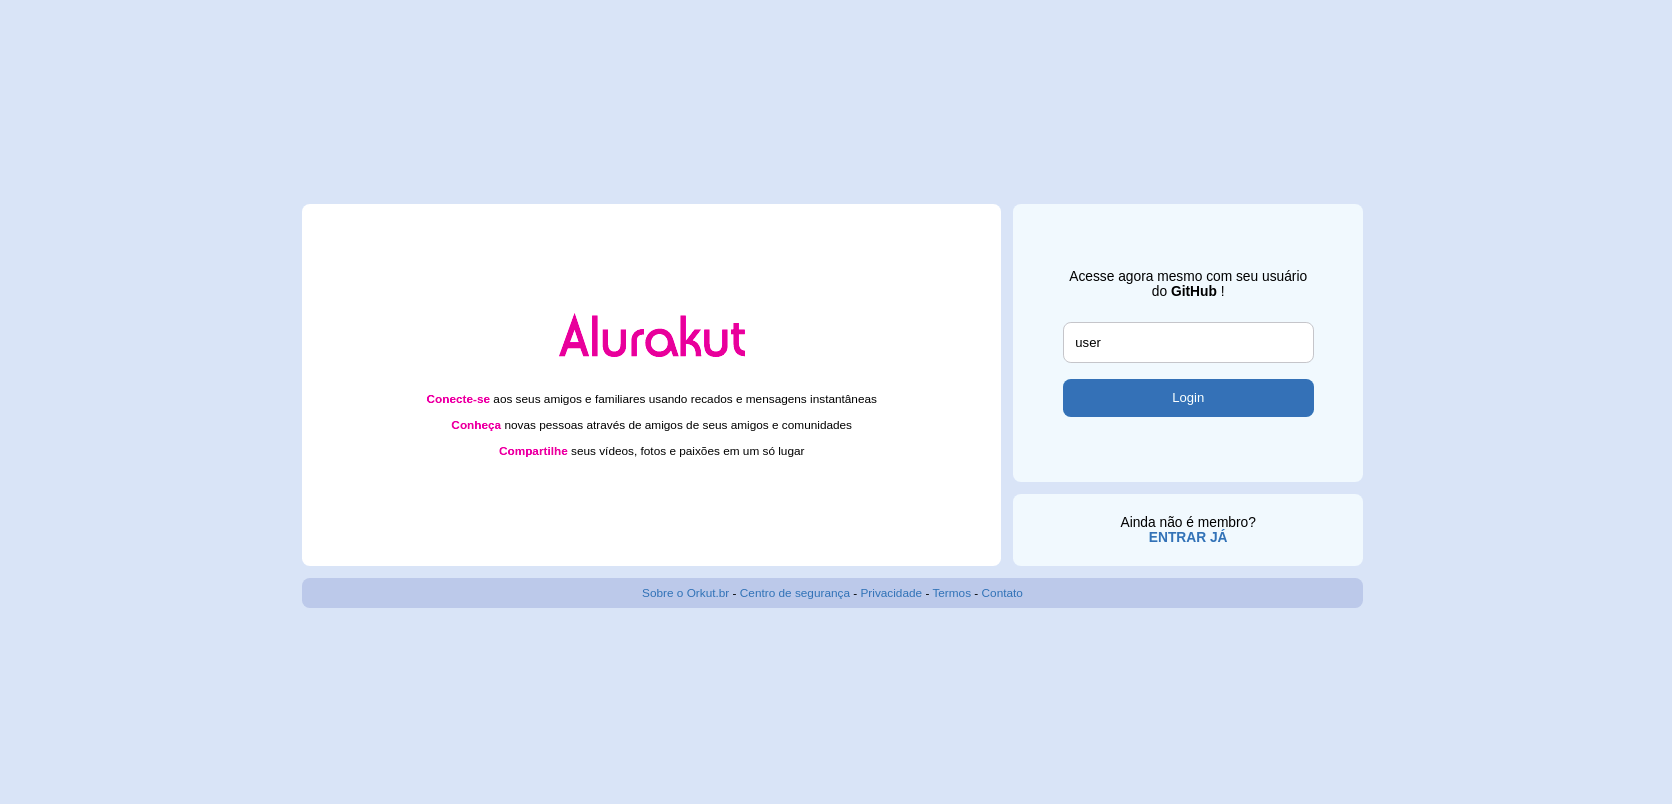 Alurakut
Conecte-se aos seus amigos e familiares usando recados e mensagens instantâneas
Conheça novas pessoas através de amigos de seus amigos e comunidades
Compartilhe seus vídeos, fotos e paixões em um só lugar
Acesse agora mesmo com seu usuário
do GitHub !
user
Login
Ainda não é membro?
ENTRAR JÁ
Sobre o Orkut.br - Centro de segurança - Privacidade - Termos - Contato